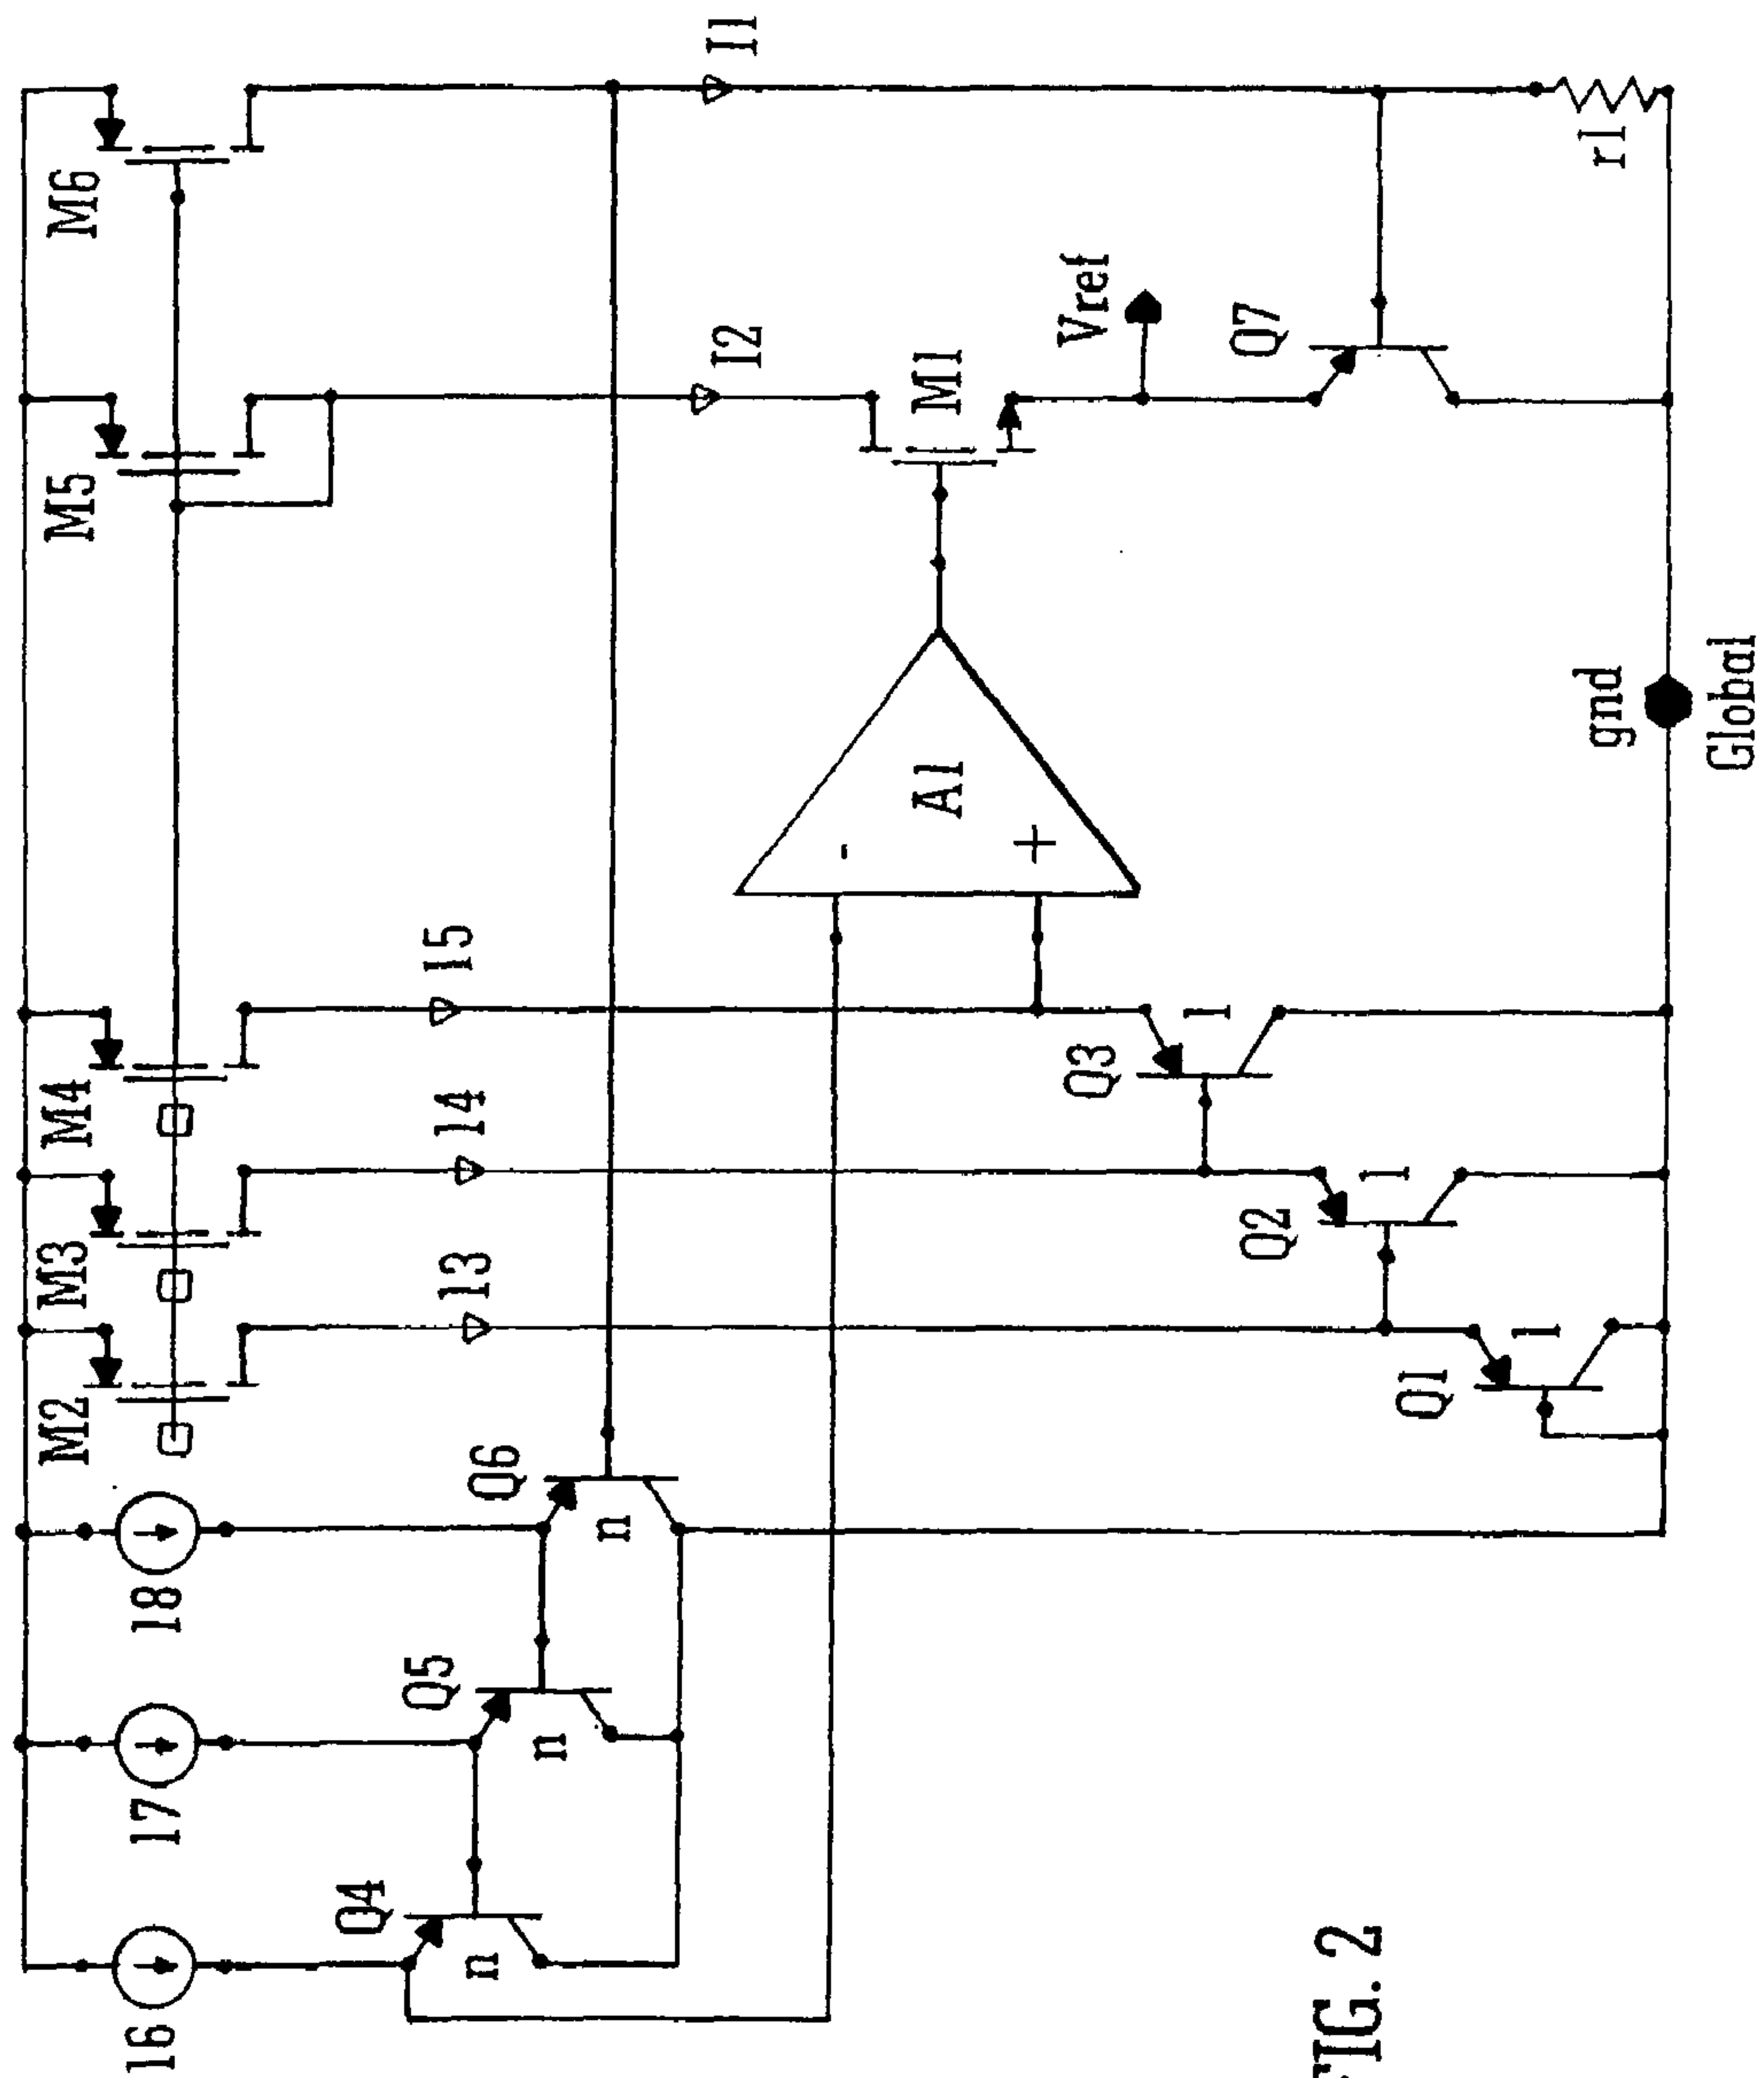 I6
I7
I8
M2
M3
M4
M5
M6
Q4
n
Q5
n
Q6
n
I3
I4
I5
I2
I1
-
+
A1
M1
Vref
Q3
1
Q2
1
Q1
1
Q7
r1
gnd
Global
FIG. 2